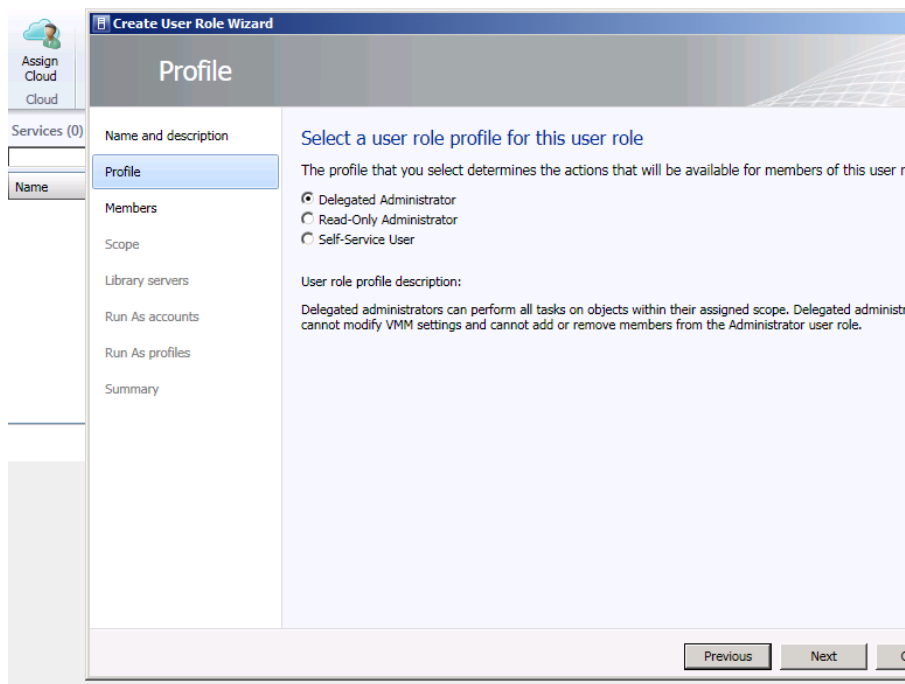 Create User Role Wizard
Assign
Cloud
Cloud
Services (0)
Name
Profile
Name and description
Profile
Members
Scope
Library servers
Run As accounts
Run As profiles
Summary
Select a user role profile for this user role
The profile that you select determines the actions that will be available for members of this user r
Delegated Administrator
Read-Only Administrator
Self-Service User
User role profile description:
Delegated administrators can perform all tasks on objects within their assigned scope. Delegated administr
cannot modify VMM settings and cannot add or remove members from the Administrator user role.
Previous
Next